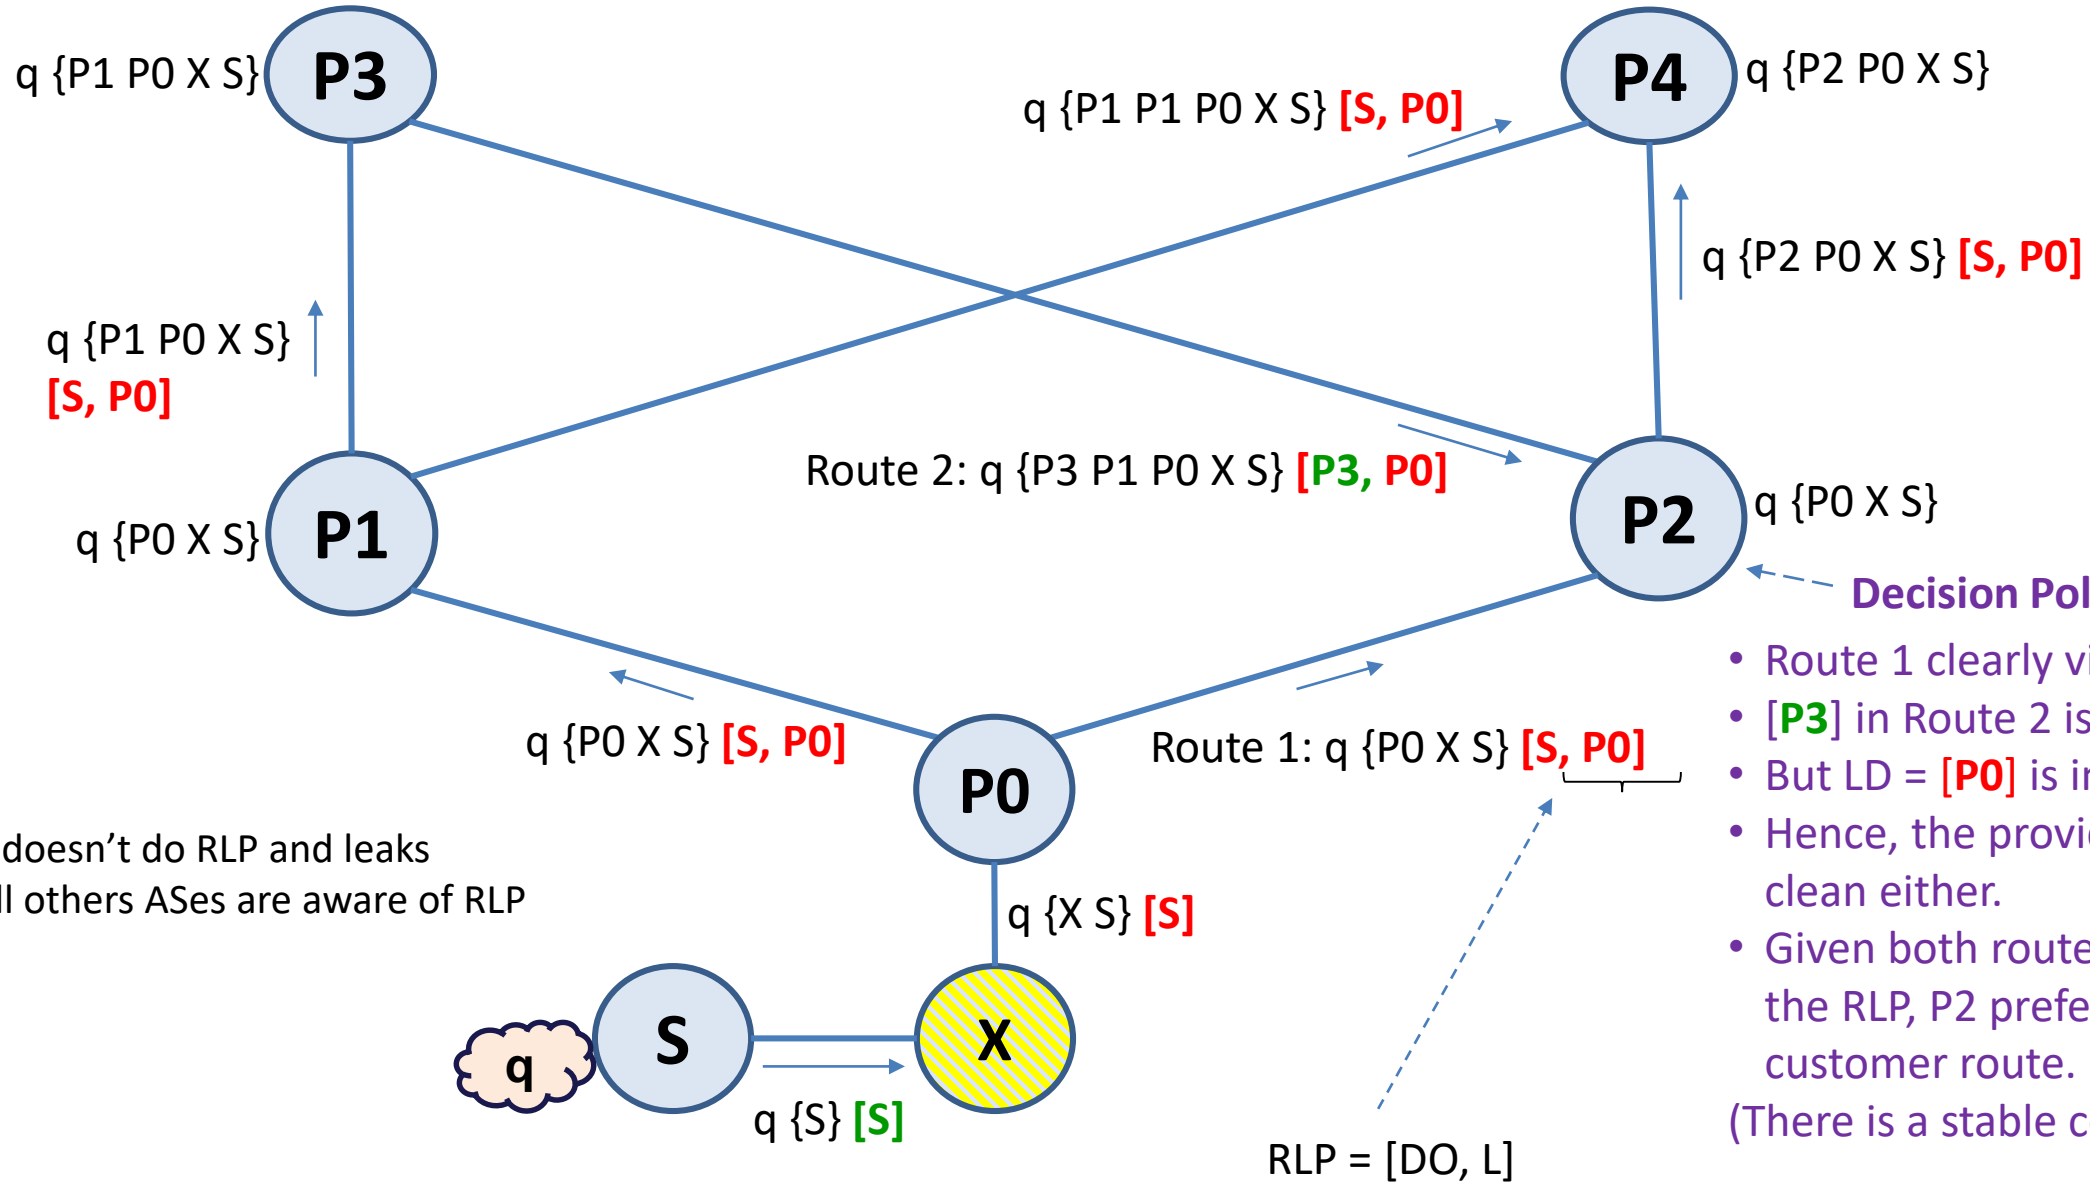 q {P1 P0 X S}
P3
q {P1 P1 P0 X S} [S, P0]
P4
q {P2 P0 X S}
q {P2 P0 X S} [S, P0]
q {P1 P0 X S}
[S, P0]
Route 2: q {P3 P1 P0 X S} [P3, P0]
q {P0 X S}
P1
P2
q {P0 X S}
Decision Pol
• Route 1 clearly vi
• [P3] in Route 2 is
• But LD = [P0] is in
• Hence, the provid
clean either.
• Given both route
the RLP, P2 prefe
customer route.
(There is a stable c
q {P0 X S} [S, P0]
P0
Route 1: q {P0 X S} [S, P0]
doesn't do RLP and leaks
ll others ASes are aware of RLP
q {X S} [S]
q
S
X
q {S} [S]
RLP = [DO, L]